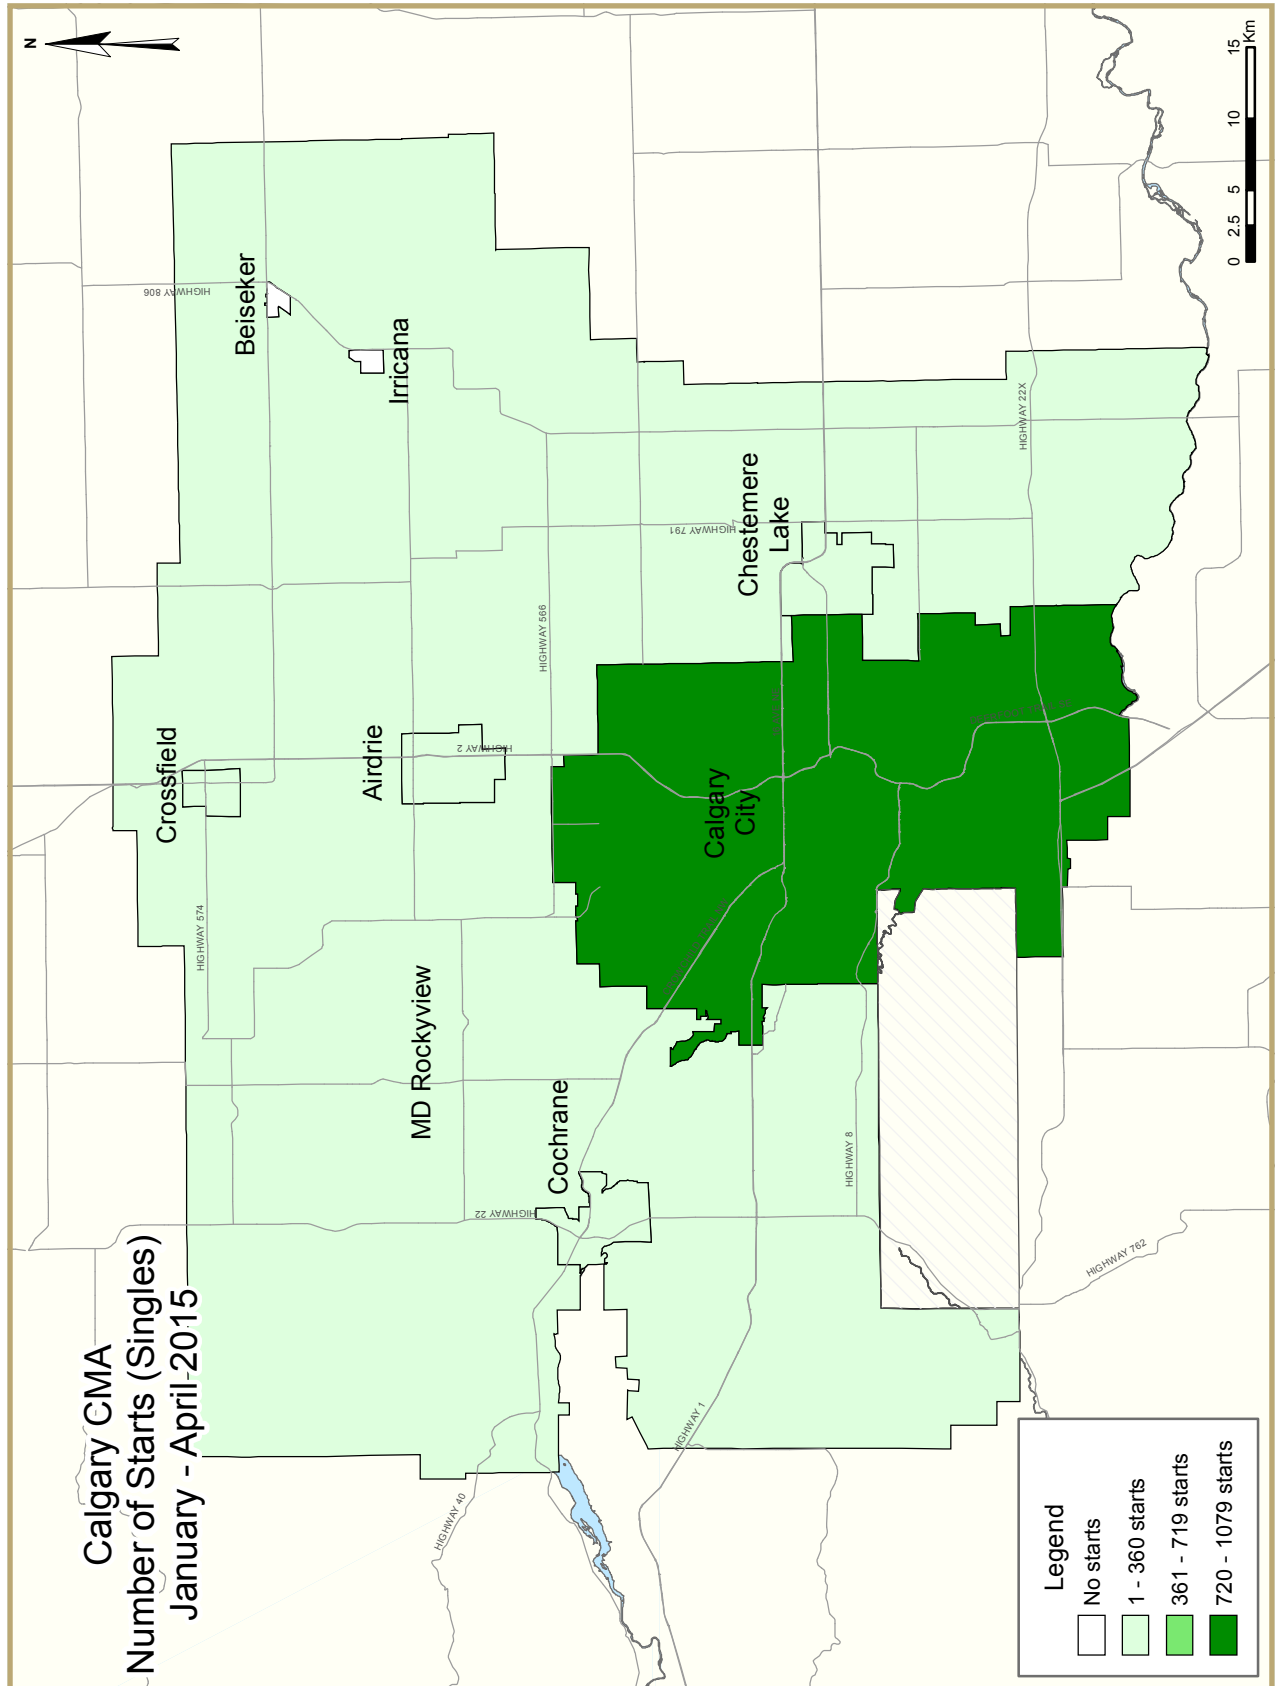 Calgary CMA
Number of Starts (Singles)
January - April 2015
N
Beiseker
Irricana
Crossfield
Airdrie
Chestemere
Lake
Calgary
City
MD Rockyview
Cochrane
HIGHWAY 806
HIGHWAY 791
HIGHWAY 566
HIGHWAY 22X
HIGHWAY 2
HIGHWAY 574
HIGHWAY 22
HIGHWAY 8
HIGHWAY 1
HIGHWAY 40
HIGHWAY 762
Legend
No starts
1 - 360 starts
361 - 719 starts
720 - 1079 starts
0 2.5 5 10 15
Km